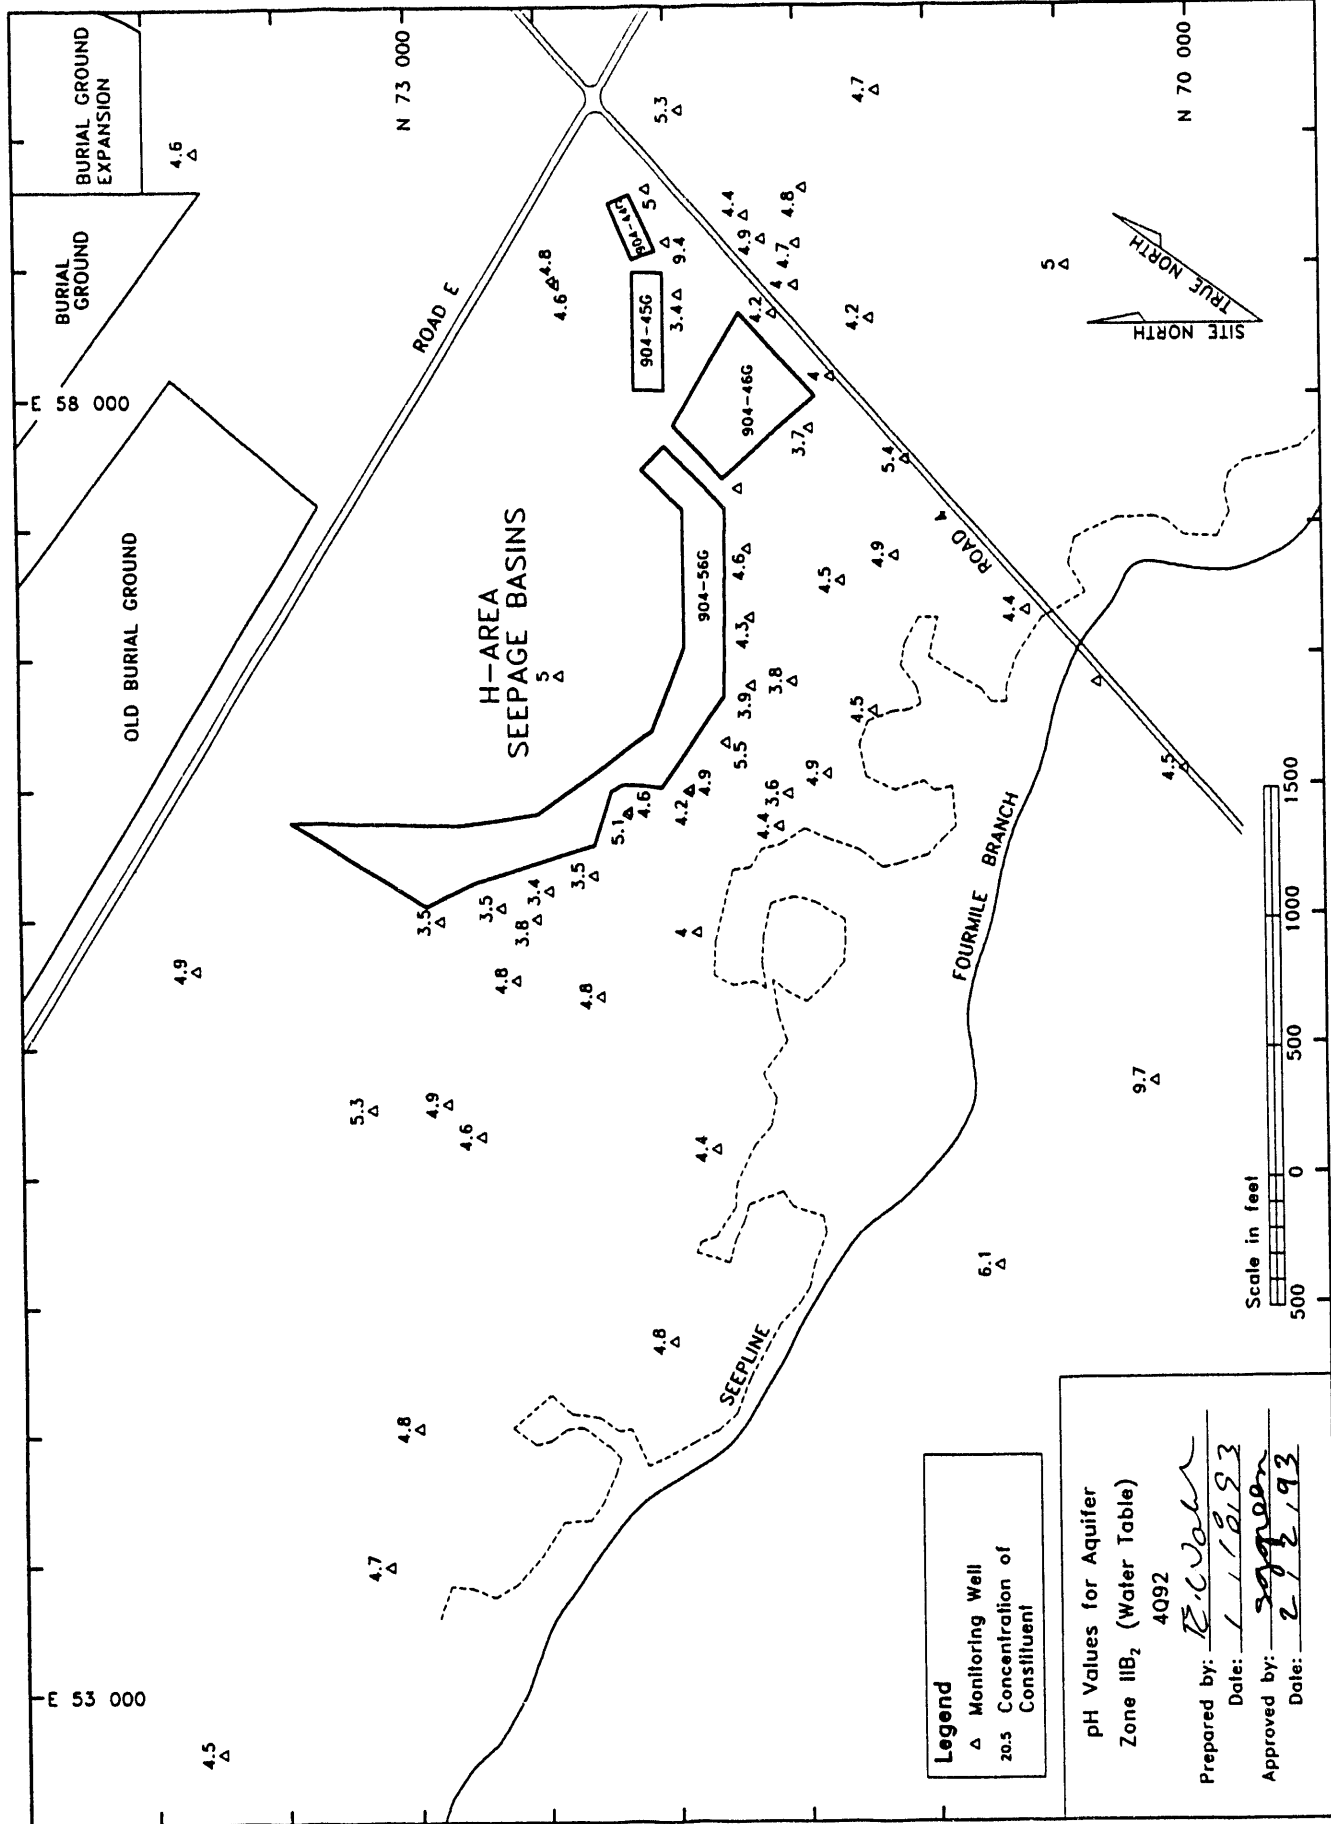 BURIAL GROUND
EXPANSION
BURIAL
GROUND
OLD BURIAL GROUND
E 58 000
E 53 000
N 73 000
N 70 000
ROAD E
ROAD 4
H-AREA
SEEPAGE BASINS
904-44G
904-45G
904-46G
904-56G
FOURMILE BRANCH
SEEPLINE
SITE NORTH
TRUE NORTH
4.6
5.3
4.7
5
9.4
4.4
4.8
4.9
4.7
4
4.2
4.2
5
4.8
4.6
3.4
4
3.7
5.4
4.6
4.5
4.9
4.3
4.4
5
3.9
3.8
4.5
5.5
4.9
4.5
4.2
4.9
3.6
4.4
5.1
4.6
3.5
3.4
3.5
3.8
3.5
4
4.9
4.8
4.8
5.3
4.9
4.6
4.4
9.7
6.1
4.8
4.8
4.7
4.5
Scale in feet
500 0 500 1000 1500
Legend
Δ Monitoring Well
20.5 Concentration of
Constituent
pH Values for Aquifer
Zone IIB₂ (Water Table)
4Q92
Prepared by:
Date:
Approved by:
Date: 2 / 2 / 93